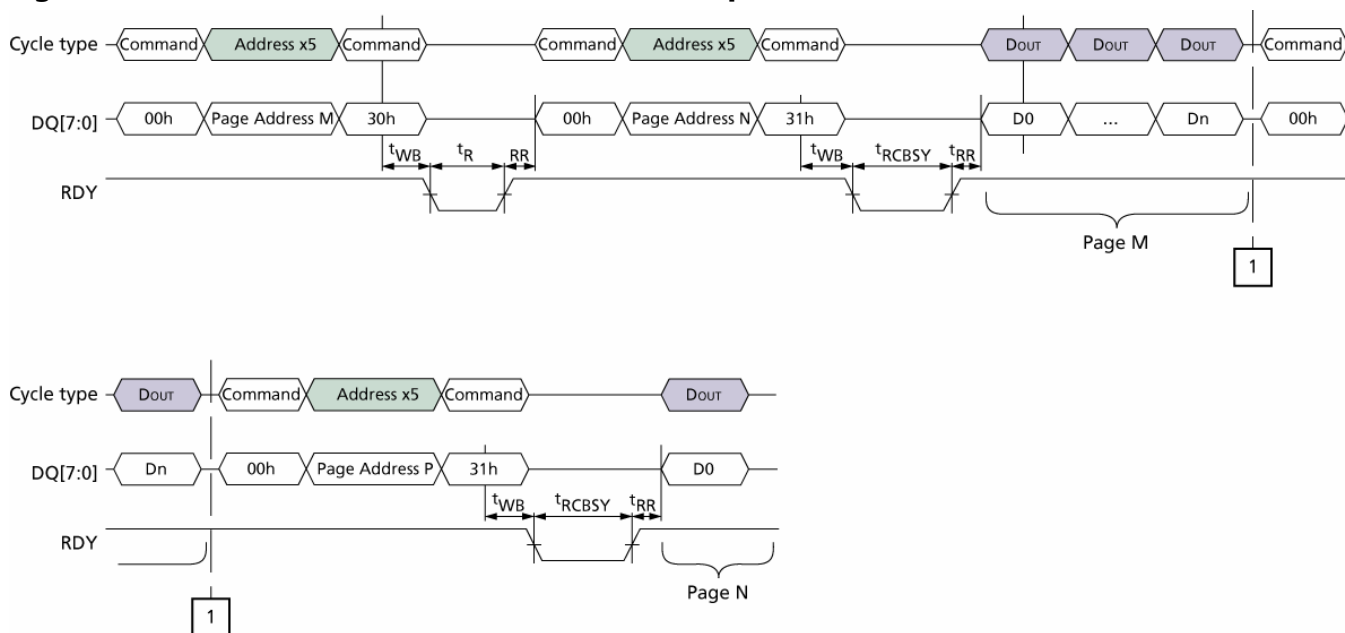 Cycle type Command Address x5 Command Command Address x5 Command DOUT DOUT DOUT Command
DQ[7:0] 00h Page Address M 30h 00h Page Address N 31h D0 ... Dn 00h
tWB tR RR tWB tRCBSY tRR
RDY
Page M
1
Cycle type DOUT Command Address x5 Command DOUT
DQ[7:0] Dn 00h Page Address P 31h D0
tWB tRCBSY tRR
RDY
Page N
1